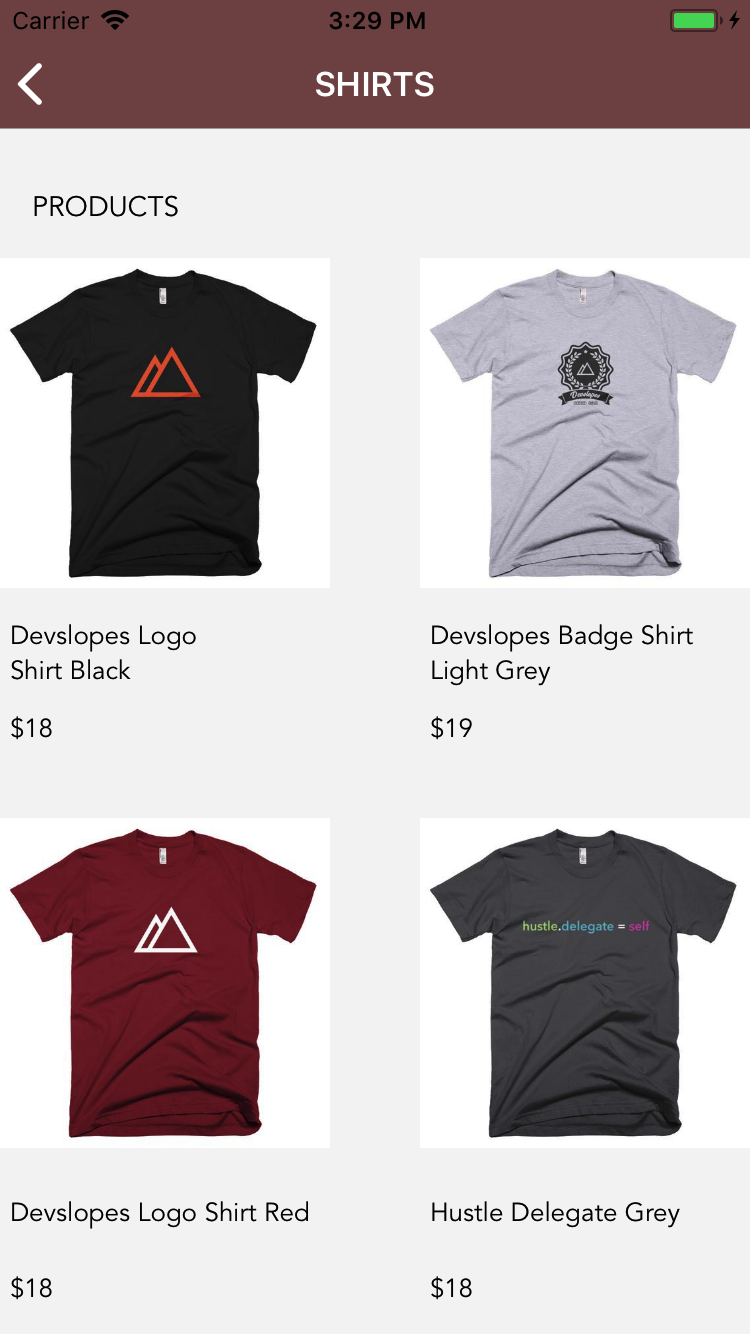 Carrier 3:29 PM
SHIRTS
PRODUCTS
Devslopes
Devslopes Logo
Shirt Black
$18
Devslopes Badge Shirt
Light Grey
$19
hustle.delegate = self
Devslopes Logo Shirt Red
$18
Hustle Delegate Grey
$18